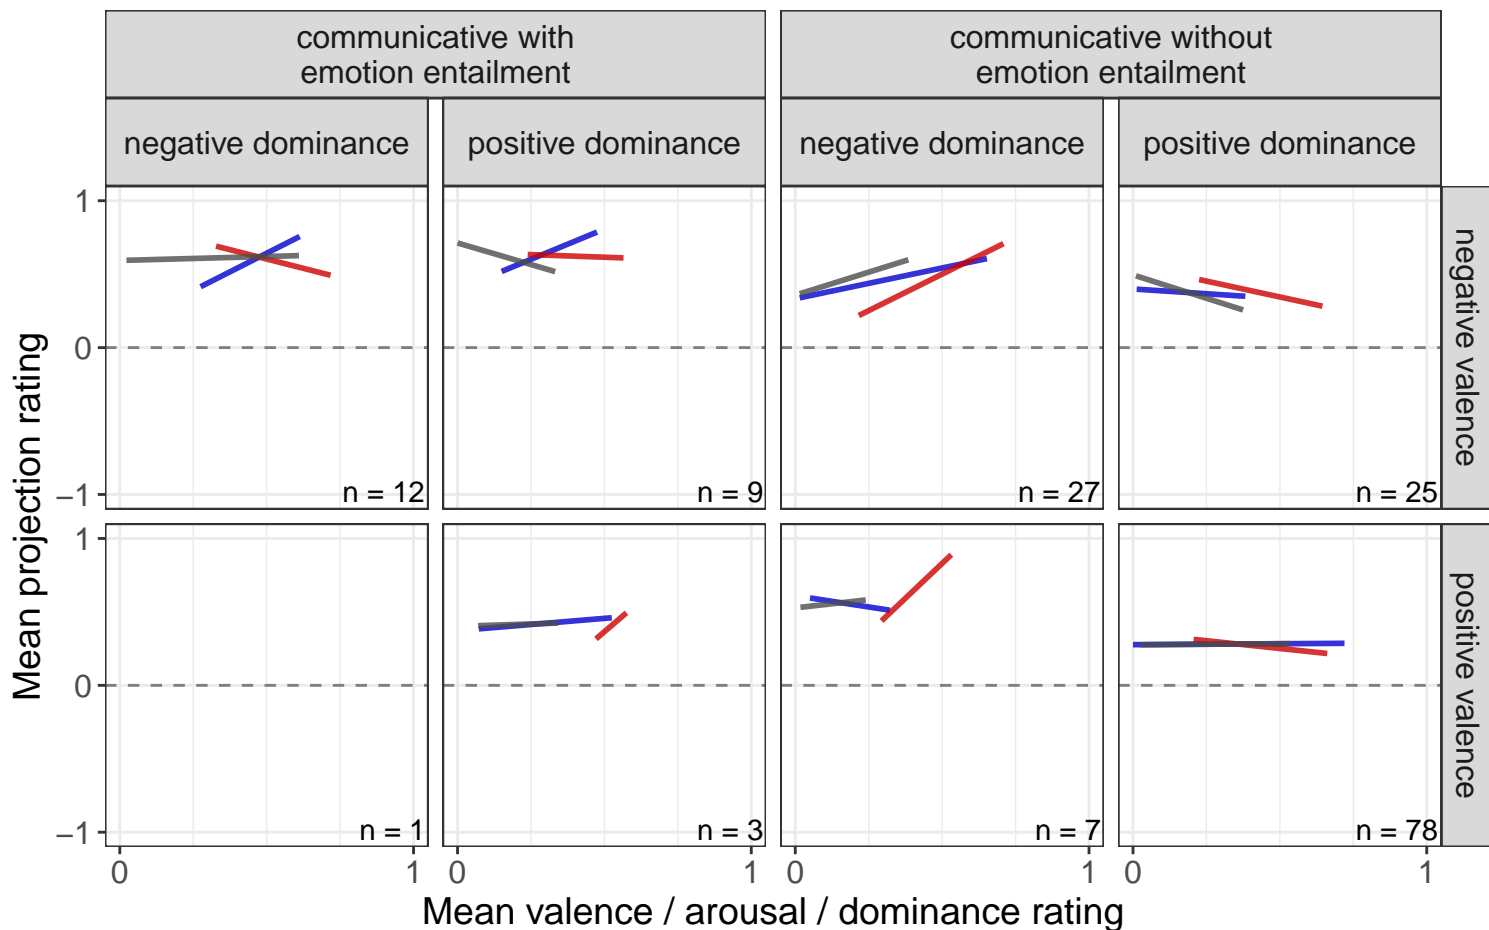 communicative with
emotion entailment
communicative without
emotion entailment
negative dominance
positive dominance
negative dominance
positive dominance
1
0
−1
n = 12
n = 9
n = 27
n = 25
negative valence
1
0
−1
n = 1
n = 3
n = 7
n = 78
positive valence
0
1
0
1
0
1
0
1
Mean projection rating
Mean valence / arousal / dominance rating